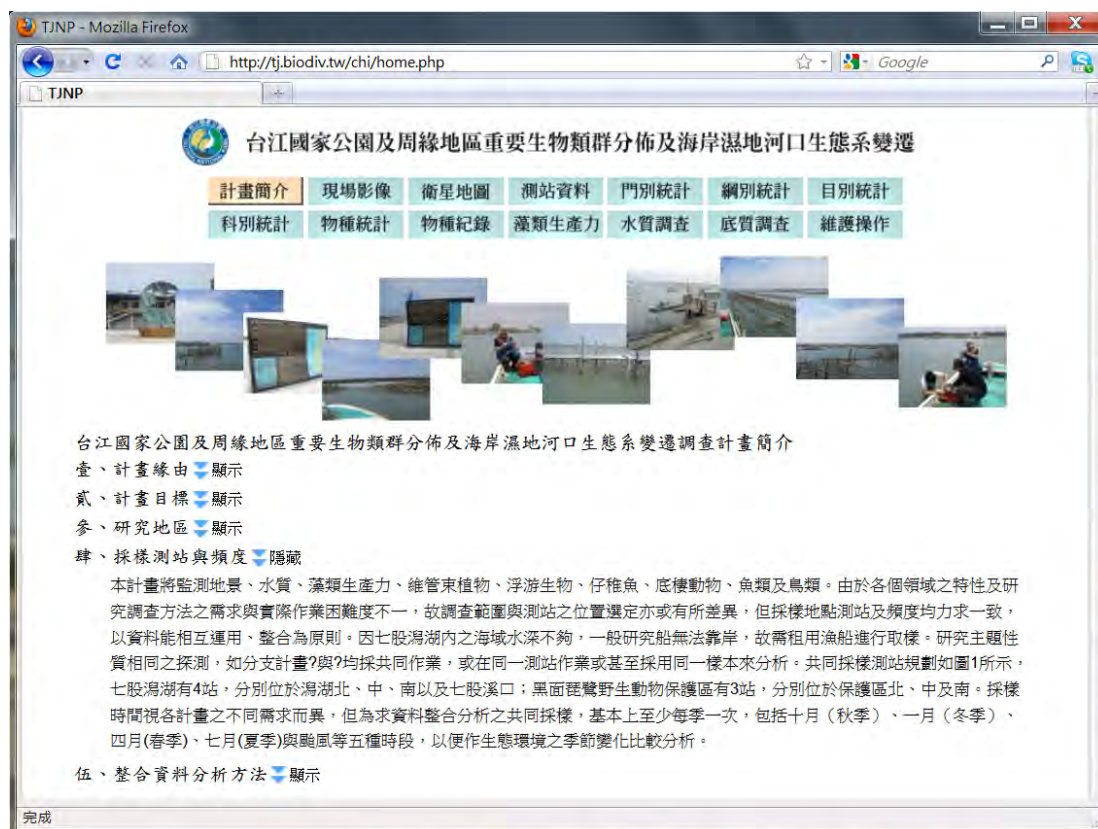 TJNP - Mozilla Firefox
http://tj.biodiv.tw/chi/home.php
Google
TJNP
台江國家公園及周緣地區重要生物類群分佈及海岸濕地河口生態系變遷
計畫簡介 現場影像 衛星地圖 測站資料 門別統計 綱別統計 目別統計
科別統計 物種統計 物種紀錄 藻類生產力 水質調查 底質調查 維護操作
台江國家公園及周緣地區重要生物類群分佈及海岸濕地河口生態系變遷調查計畫簡介
壹、計畫緣由 顯示
貳、計畫目標 顯示
參、研究地區 顯示
肆、採樣測站與頻度 隱藏
本計畫將監測地景、水質、藻類生產力、維管束植物、浮游生物、仔稚魚、底棲動物、魚類及鳥類。由於各個領域之特性及研
究調查方法之需求與實際作業困難度不一，故調查範圍與測站之位置選定亦或有所差異，但採樣地點測站及頻度均力求一致，
以資料能相互運用、整合為原則。因七股潟湖內之海域水深不夠，一般研究船無法靠岸，故需租用漁船進行取樣。研究主題性
質相同之探測，如分支計畫?與?均採共同作業，或在同一測站作業或甚至採用同一樣本來分析。共同採樣測站規劃如圖1所示，
七股潟湖有4站，分別位於潟湖北、中、南以及七股溪口；黑面琵鷺野生動物保護區有3站，分別位於保護區北、中及南。採樣
時間視各計畫之不同需求而異，但為求資料整合分析之共同採樣，基本上至少每季一次，包括十月（秋季）、一月（冬季）、
四月(春季)、七月(夏季)與颱風等五種時段，以便作生態環境之季節變化比較分析。
伍、整合資料分析方法 顯示
完成